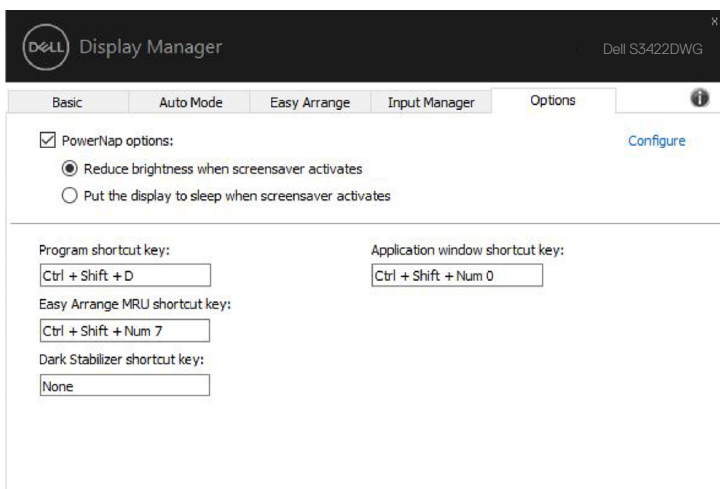 DELL Display Manager
x
Dell S3422DWG
Basic Auto Mode Easy Arrange Input Manager Options
PowerNap options: Configure
Reduce brightness when screensaver activates
Put the display to sleep when screensaver activates
Program shortcut key: Application window shortcut key:
Ctrl + Shift + D Ctrl + Shift + Num 0
Easy Arrange MRU shortcut key:
Ctrl + Shift + Num 7
Dark Stabilizer shortcut key:
None